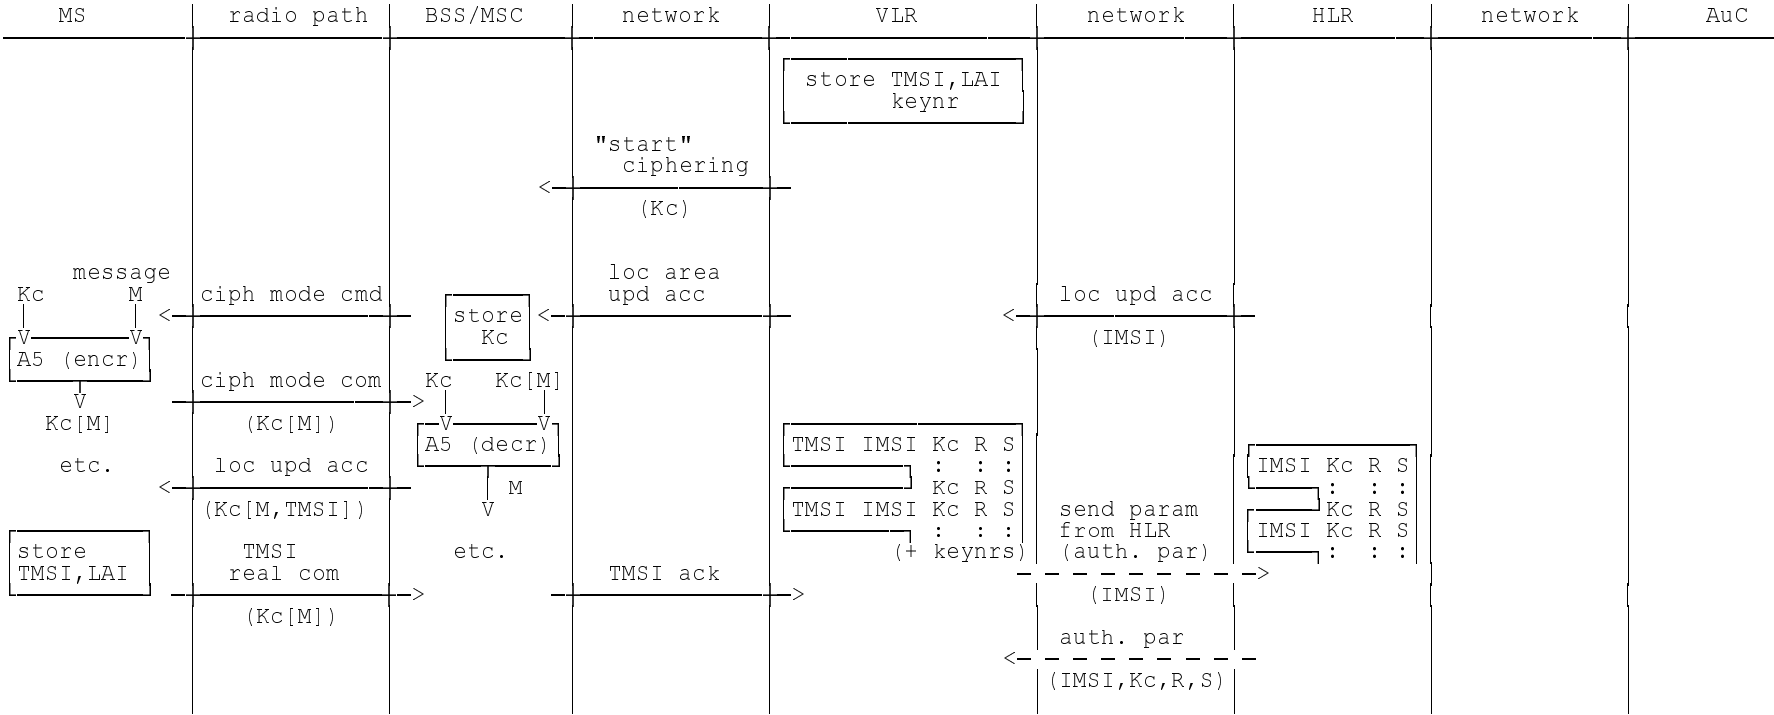 MS radio path BSS/MSC network VLR network HLR network AuC
store TMSI,LAI
keynr
"start"
ciphering
(Kc)
message loc area
Kc M ciph mode cmd upd acc loc upd acc
store
Kc (IMSI)
A5 (encr)
ciph mode com Kc Kc[M]
Kc[M] (Kc[M])
A5 (decr) TMSI IMSI Kc R S
etc. loc upd acc : : : IMSI Kc R S
M Kc R S : : :
(Kc[M,TMSI]) TMSI IMSI Kc R S send param Kc R S
: : : from HLR IMSI Kc R S
store TMSI etc. (+ keynrs) (auth. par) : : :
TMSI,LAI real com TMSI ack
(IMSI)
(Kc[M])
auth. par
(IMSI,Kc,R,S)